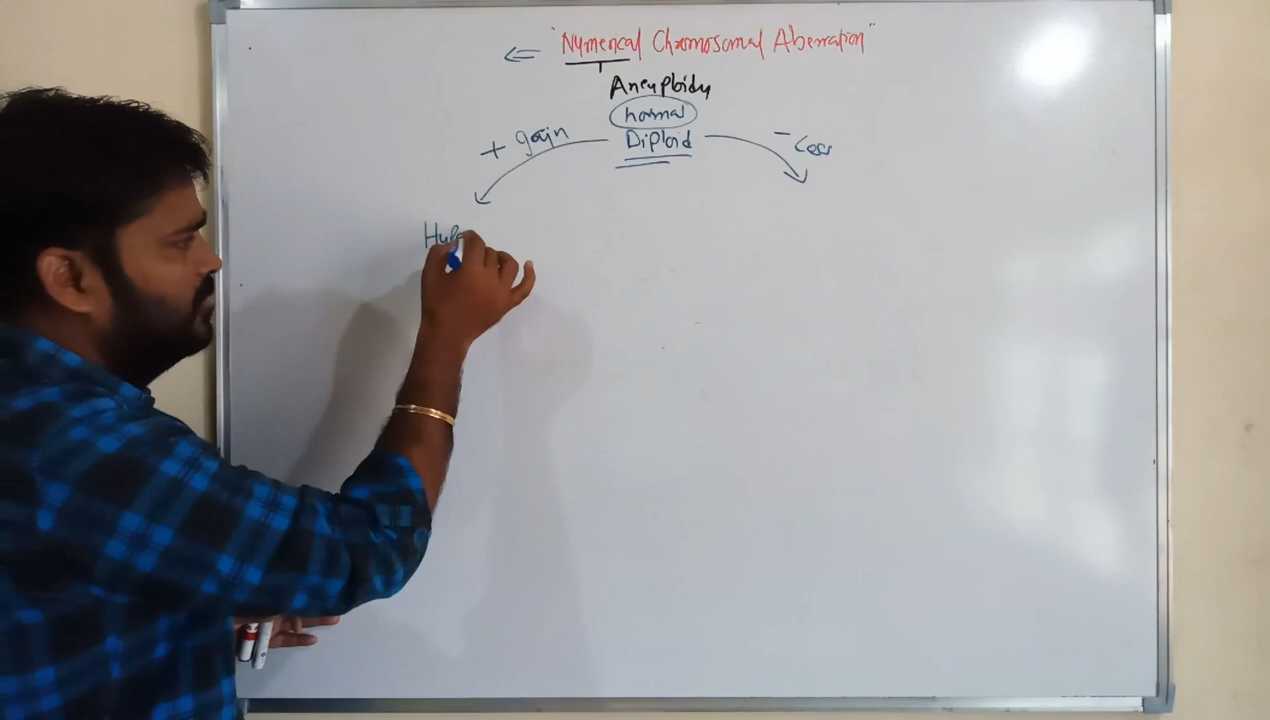 "Numerical Chromosomal Aberration"
Aneuploidy
normal
+ gain
Diploid
- Loss